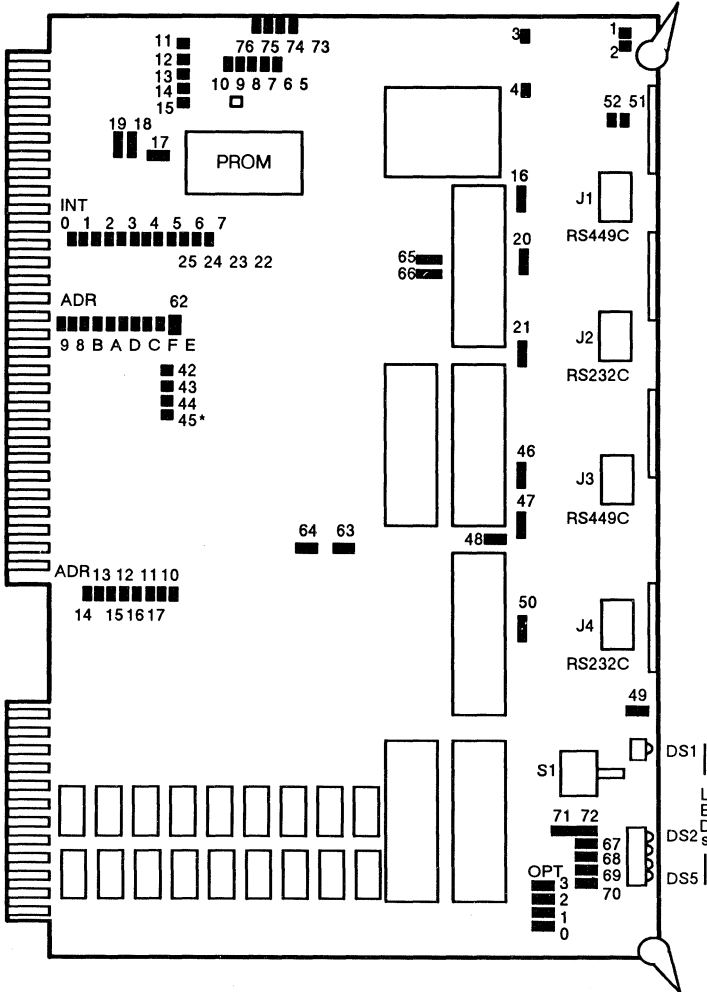 11
12
13
14
15
76 75 74 73
10 9 8 7 6 5
3
4
1
2
52 51
19 18
17
PROM
16
J1
RS449C
INT
0 1 2 3 4 5 6 7
25 24 23 22
65
66
20
ADR
62
9 8 B A D C F E
21
J2
RS232C
42
43
44
45*
46
J3
RS449C
47
48
64 63
ADR 13 12 11 10
14 15 16 17
50
J4
RS232C
49
S1
DS1
LEDs
71 72
DS2
67
68
69
70
DS5
OPT
3
2
1
0